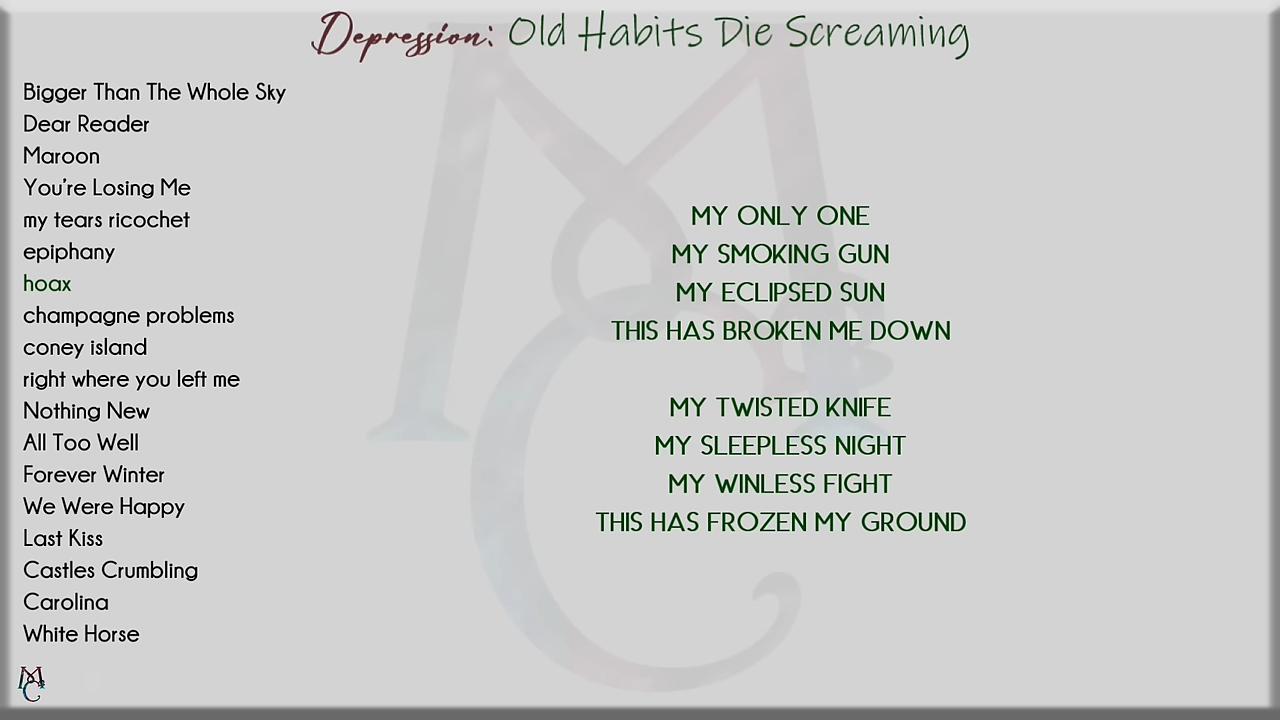 Depression: Old Habits Die Screaming
Bigger Than The Whole Sky
Dear Reader
Maroon
You're Losing Me
my tears ricochet
epiphany
hoax
champagne problems
coney island
right where you left me
Nothing New
All Too Well
Forever Winter
We Were Happy
Last Kiss
Castles Crumbling
Carolina
White Horse
MY ONLY ONE
MY SMOKING GUN
MY ECLIPSED SUN
THIS HAS BROKEN ME DOWN
MY TWISTED KNIFE
MY SLEEPLESS NIGHT
MY WINLESS FIGHT
THIS HAS FROZEN MY GROUND